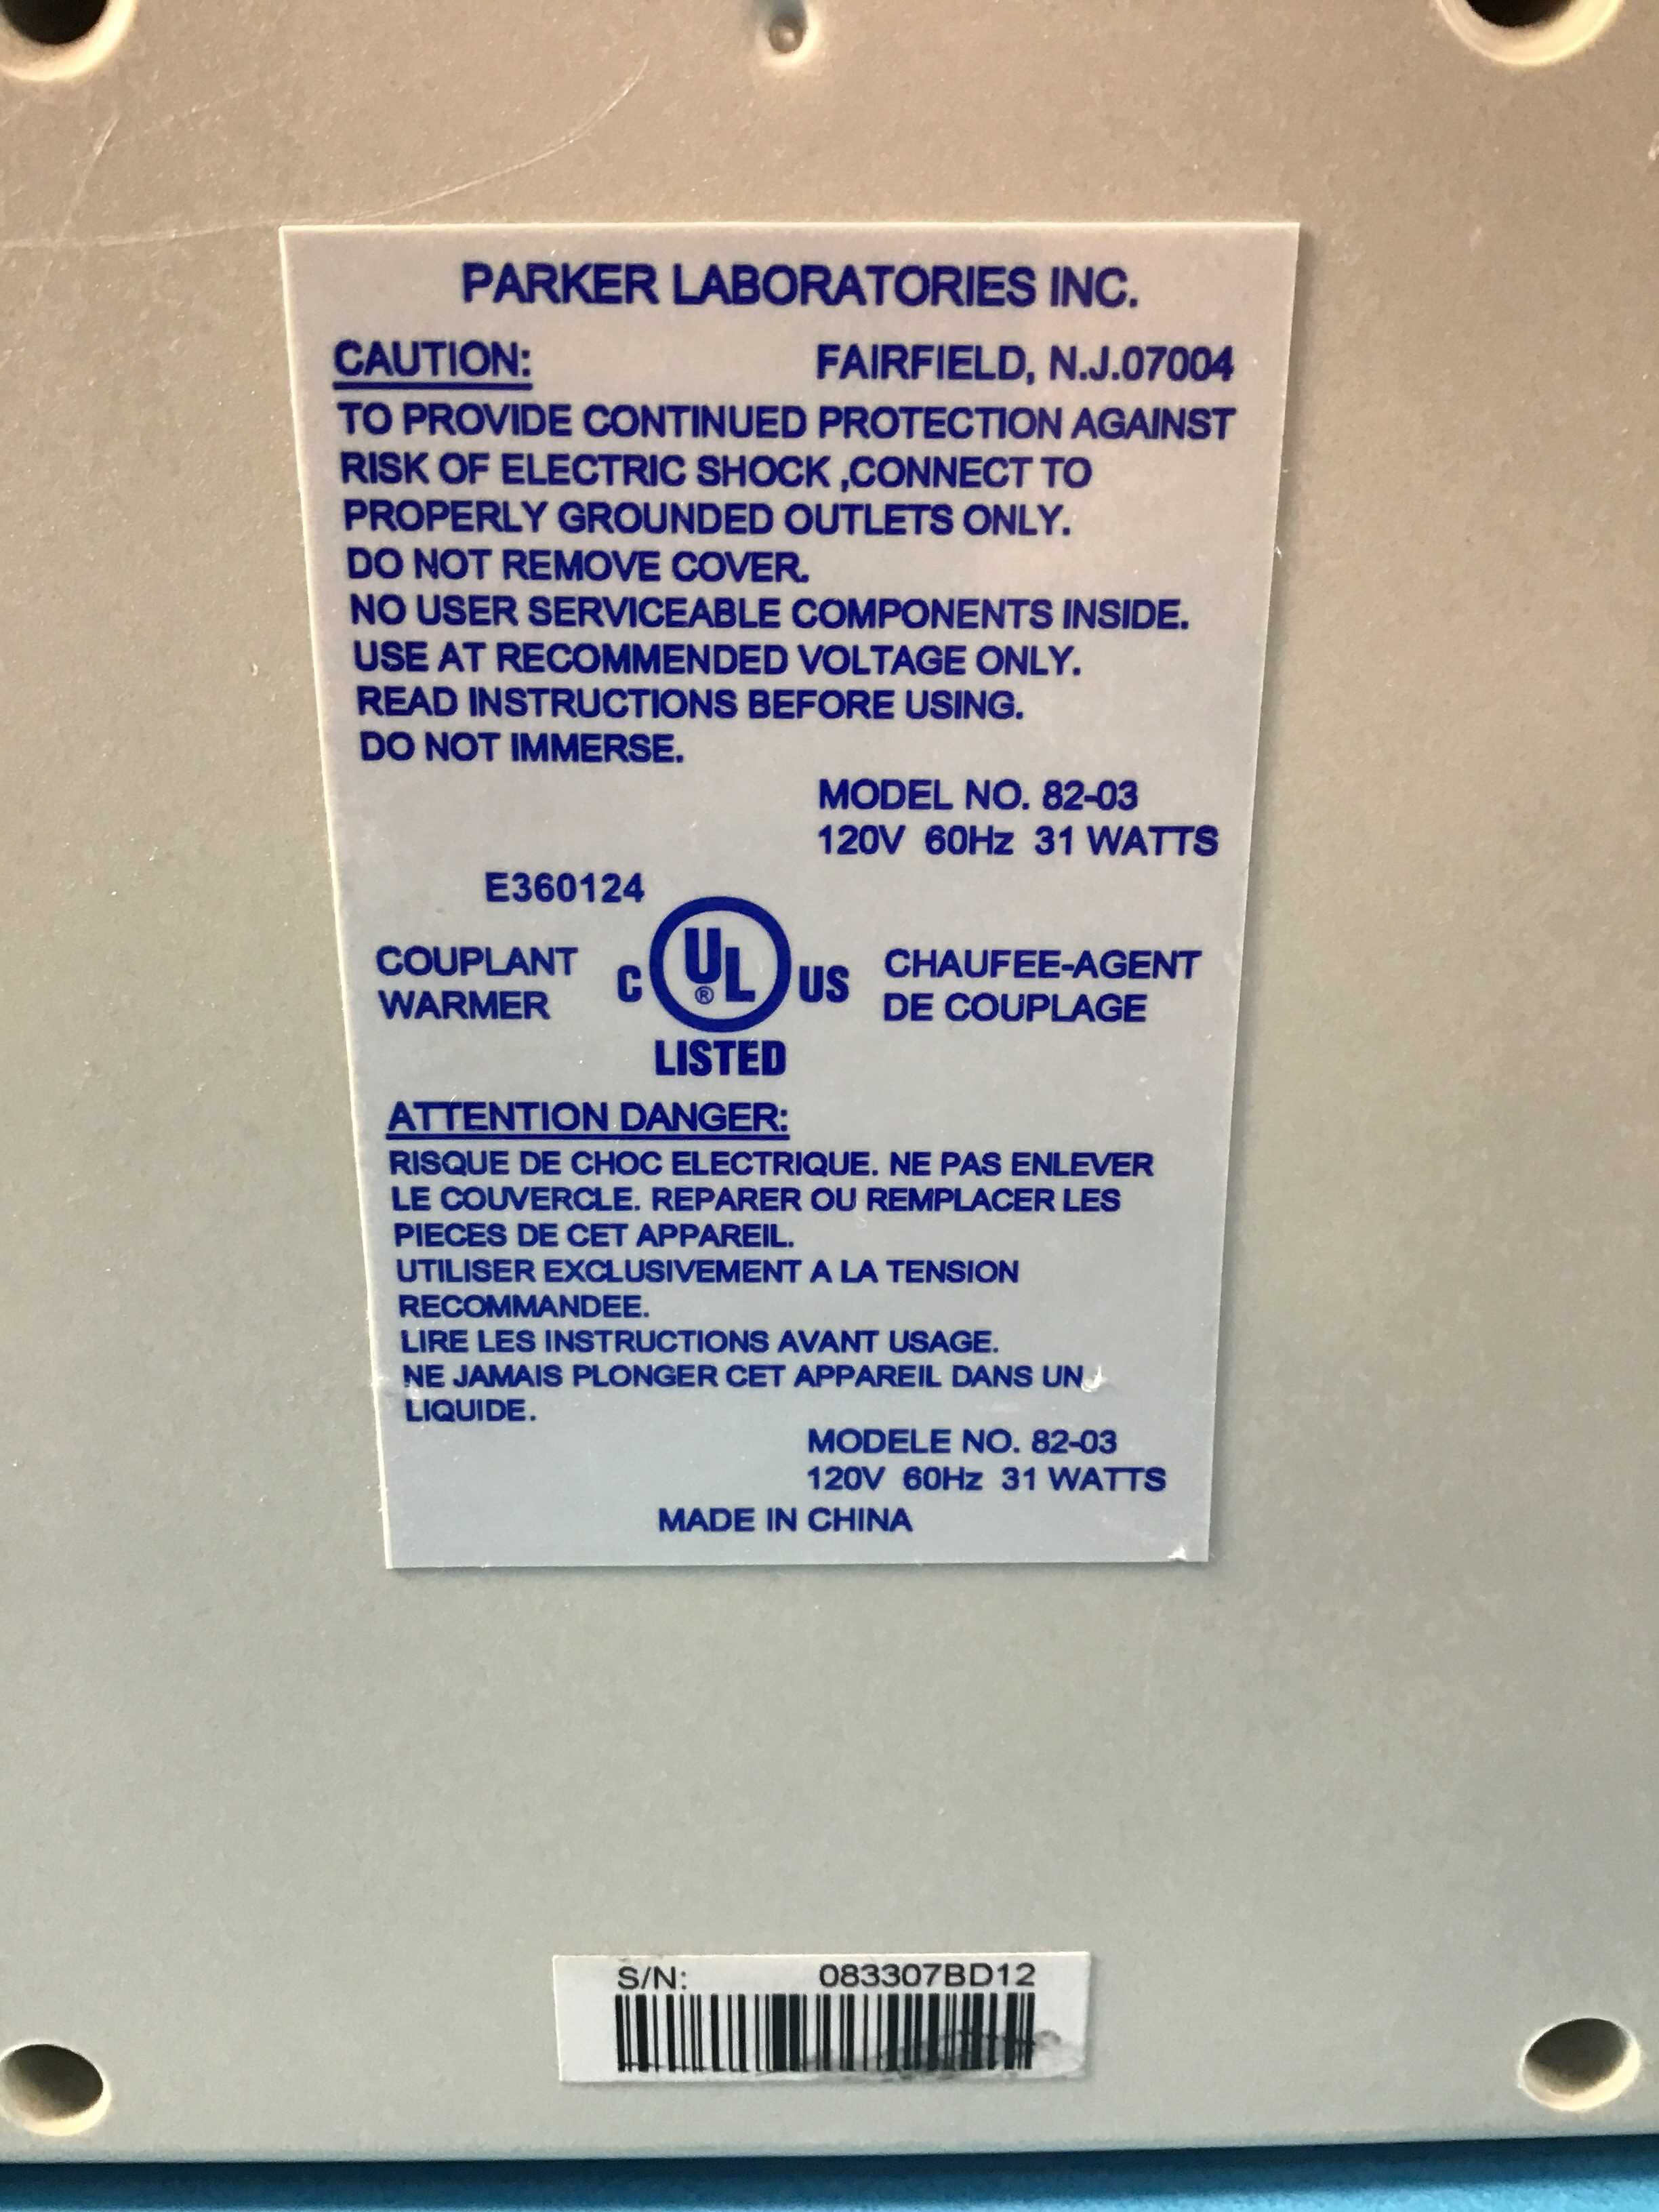 PARKER LABORATORIES INC.
CAUTION: FAIRFIELD, N.J.07004
TO PROVIDE CONTINUED PROTECTION AGAINST
RISK OF ELECTRIC SHOCK ,CONNECT TO
PROPERLY GROUNDED OUTLETS ONLY.
DO NOT REMOVE COVER.
NO USER SERVICEABLE COMPONENTS INSIDE.
USE AT RECOMMENDED VOLTAGE ONLY.
READ INSTRUCTIONS BEFORE USING.
DO NOT IMMERSE.
MODEL NO. 82-03
120V 60Hz 31 WATTS
E360124
COUPLANT
WARMER
C UL® US
LISTED
CHAUFEE-AGENT
DE COUPLAGE
ATTENTION DANGER:
RISQUE DE CHOC ELECTRIQUE. NE PAS ENLEVER
LE COUVERCLE. REPARER OU REMPLACER LES
PIECES DE CET APPAREIL.
UTILISER EXCLUSIVEMENT A LA TENSION
RECOMMANDEE.
LIRE LES INSTRUCTIONS AVANT USAGE.
NE JAMAIS PLONGER CET APPAREIL DANS UN
LIQUIDE.
MODELE NO. 82-03
120V 60Hz 31 WATTS
MADE IN CHINA
S/N: 083307BD12